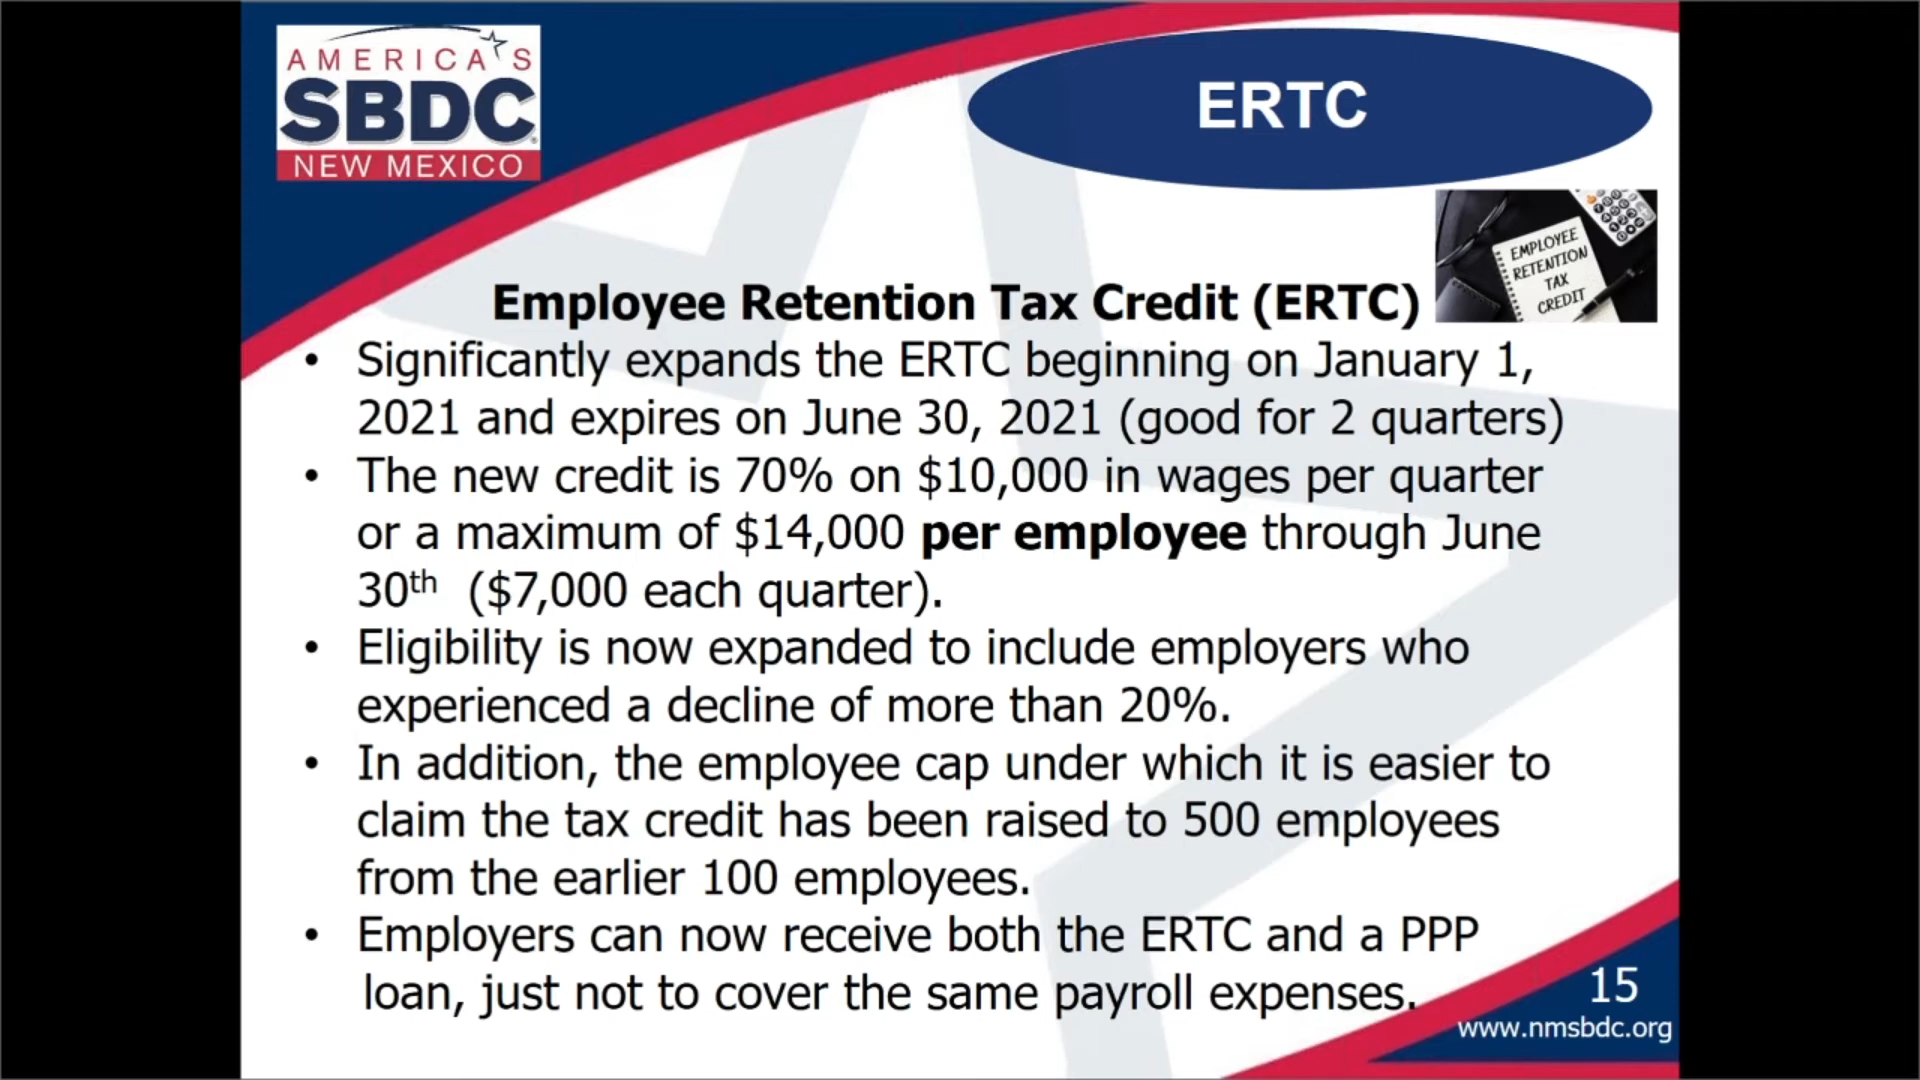 AMERICA'S
SBDC
NEW MEXICO
ERTC
EMPLOYEE
RETENTION
TAX
CREDIT
Employee Retention Tax Credit (ERTC)
• Significantly expands the ERTC beginning on January 1,
2021 and expires on June 30, 2021 (good for 2 quarters)
• The new credit is 70% on $10,000 in wages per quarter
or a maximum of $14,000 per employee through June
30th ($7,000 each quarter).
• Eligibility is now expanded to include employers who
experienced a decline of more than 20%.
• In addition, the employee cap under which it is easier to
claim the tax credit has been raised to 500 employees
from the earlier 100 employees.
• Employers can now receive both the ERTC and a PPP
loan, just not to cover the same payroll expenses.
15
www.nmsbdc.org